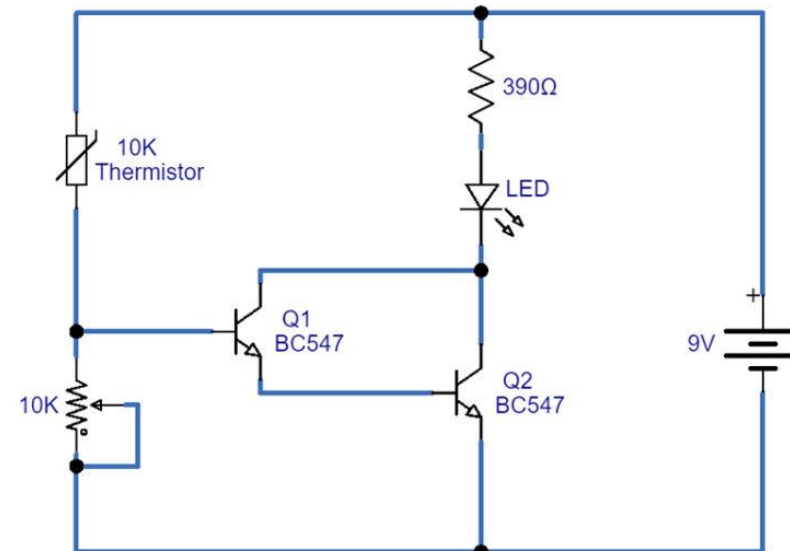 390Ω
10K
Thermistor
LED
Q1
BC547
+
9V
Q2
BC547
10K